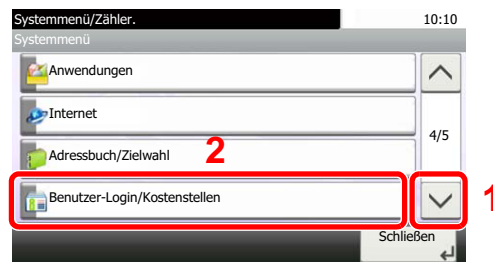 Systemmenü/Zähler. 10:10
Systemmenü
Anwendungen
Internet
4/5
Adressbuch/Zielwahl 2
Benutzer-Login/Kostenstellen 1
Schließen